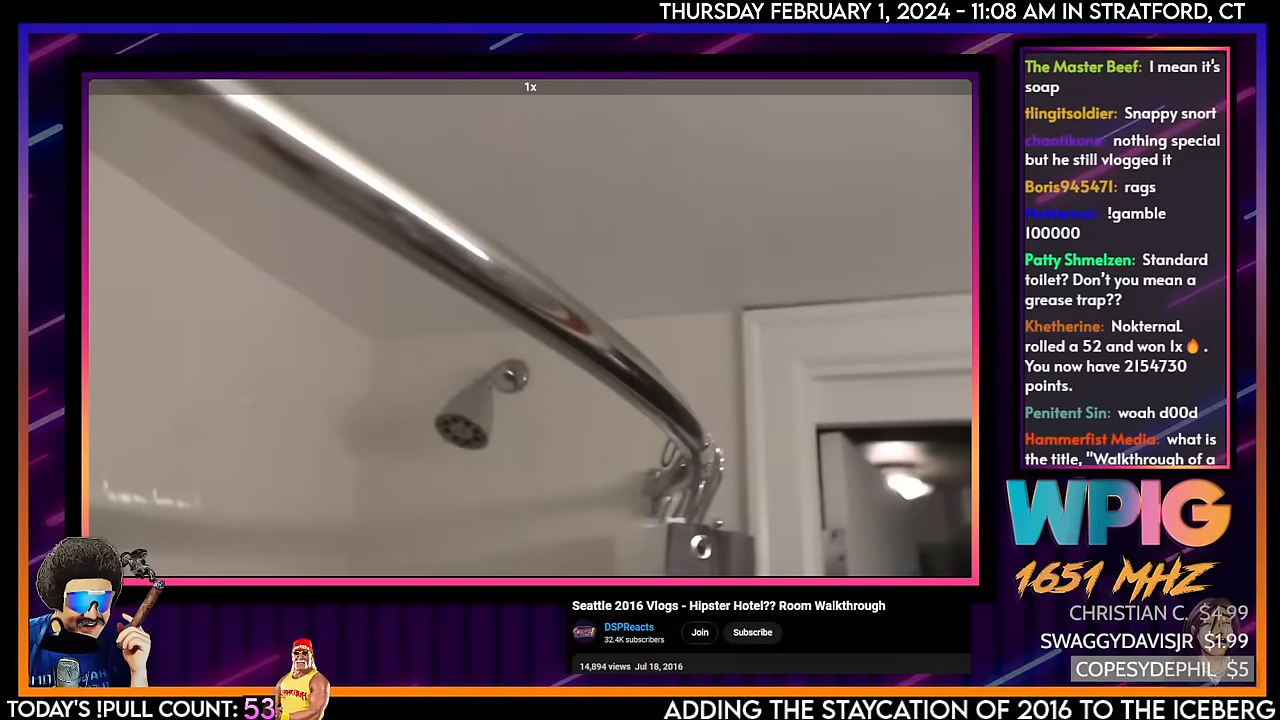 THURSDAY FEBRUARY 1, 2024 - 11:08 AM IN STRATFORD, CT
1x
The Master Beef: I mean it's
soap
tlingitsoldier: Snappy snort
chaotikone: nothing special
but he still vlogged it
Boris945471: rags
NokternaL: !gamble
100000
Patty Shmelzen: Standard
toilet? Don't you mean a
grease trap??
Khetherine: NokternaL
rolled a 52 and won 1x🔥.
You now have 2154730
points.
Penitent Sin: woah d00d
Hammerfist Media: what is
the title, "Walkthrough of a
WPIG
1651 MHZ
CHRISTIAN C. $4.99
SWAGGYDAVISJR $1.99
COPESYDEPHIL $5
Seattle 2016 Vlogs - Hipster Hotel?? Room Walkthrough
DSPReacts
32.4K subscribers
Join
Subscribe
14,894 views Jul 18, 2016
TODAY'S !PULL COUNT: 53
ADDING THE STAYCATION OF 2016 TO THE ICEBERG